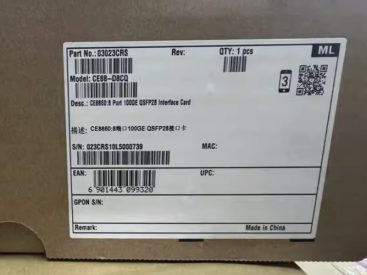 Part No.: 03023CRS Rev: QTY: 1 pcs ML
Model: CE88-D8CQ
3
Desc.: CE8860:8 Port 100GE QSFP28 Interface Card
描述: CE8860:8端口100GE QSFP28接口卡
S/N: 023CRS10L5000739 MAC:
EAN: UPC:
6 901443 099320
GPON S/N:
Remark: Made in China